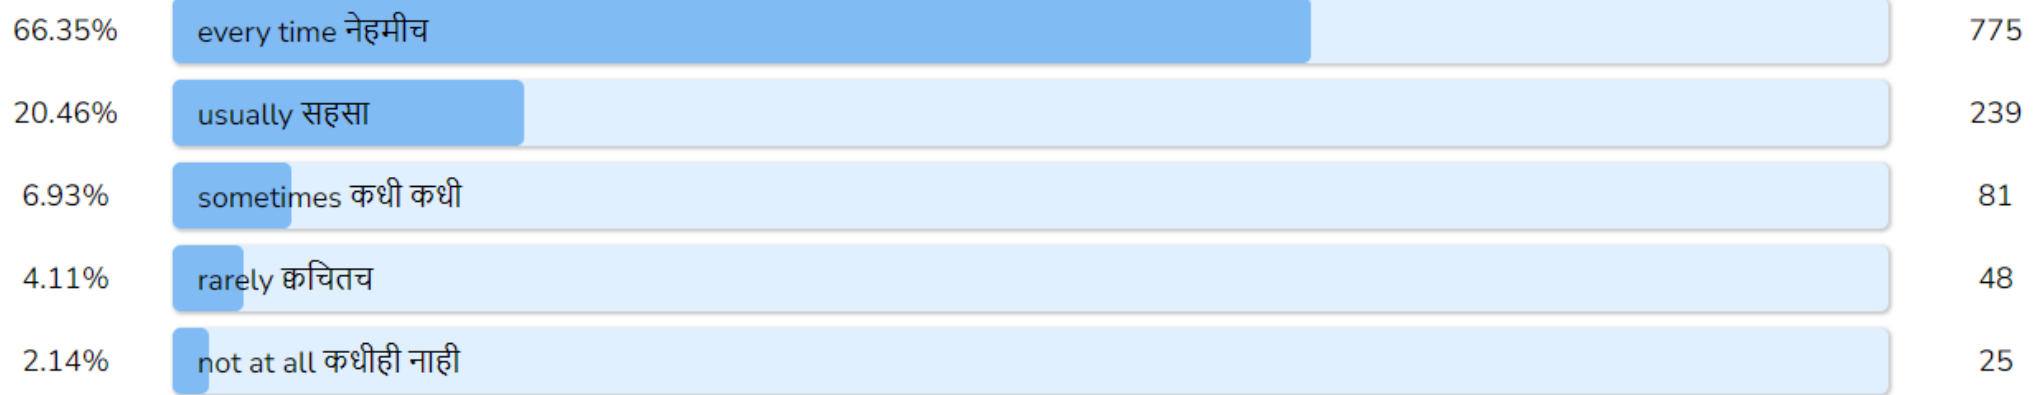 66.35% every time नेहमीच 775
20.46% usually सहसा 239
6.93% sometimes कधी कधी 81
4.11% rarely क्वचितच 48
2.14% not at all कधीही नाही 25